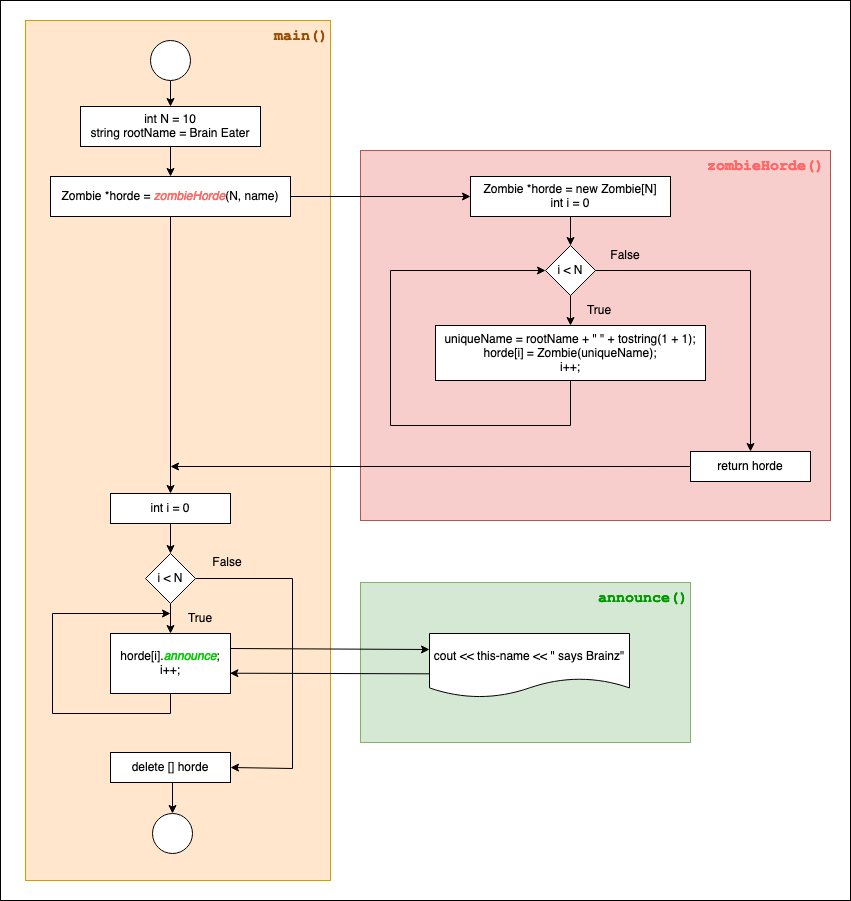 main()
int N = 10
string rootName = Brain Eater
Zombie *horde = zombieHorde(N, name)
zombieHorde()
Zombie *horde = new Zombie[N]
int i = 0
i < N
False
True
uniqueName = rootName + " " + tostring(1 + 1);
horde[i] = Zombie(uniqueName);
i++;
return horde
int i = 0
i < N
False
True
horde[i].announce;
i++;
announce()
cout << this-name << " says Brainz"
delete [] horde